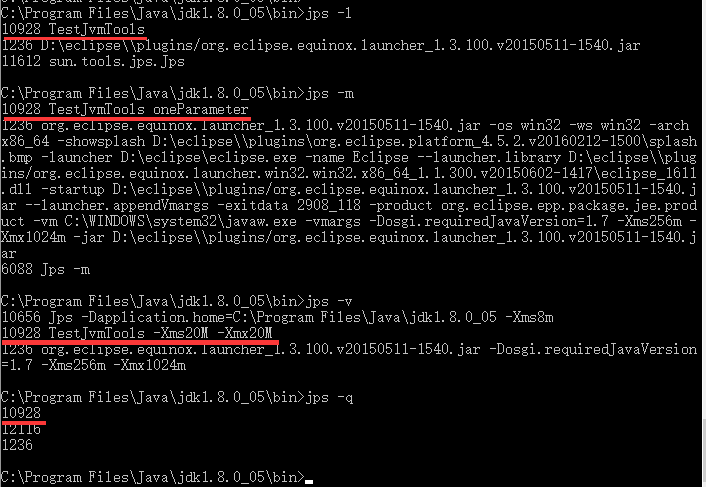 C:\Program Files\Java\jdk1.8.0_05\bin>jps -l
10928 TestJvmTools
1236 D:\eclipse\\plugins/org.eclipse.equinox.launcher_1.3.100.v20150511-1540.jar
11612 sun.tools.jps.Jps
C:\Program Files\Java\jdk1.8.0_05\bin>jps -m
10928 TestJvmTools oneParameter
1236 org.eclipse.equinox.launcher_1.3.100.v20150511-1540.jar -os win32 -ws win32 -arch
x86_64 -showsplash D:\eclipse\\plugins/org.eclipse.platform_4.5.2.v20160212-1500\splash
.bmp -launcher D:\eclipse\eclipse.exe -name Eclipse --launcher.library D:\eclipse\\plug
ins/org.eclipse.equinox.launcher.win32.win32.x86_64_1.1.300.v20150602-1417\eclipse_1611
.dll -startup D:\eclipse\\plugins/org.eclipse.equinox.launcher_1.3.100.v20150511-1540.j
ar --launcher.appendVmargs -exitdata 2908_118 -product org.eclipse.epp.package.jee.prod
uct -vm C:\WINDOWS\system32\javaw.exe -vmargs -Dosgi.requiredJavaVersion=1.7 -Xms256m -
Xmx1024m -jar D:\eclipse\\plugins/org.eclipse.equinox.launcher_1.3.100.v20150511-1540.j
ar
6088 Jps -m
C:\Program Files\Java\jdk1.8.0_05\bin>jps -v
10656 Jps -Dapplication.home=C:\Program Files\Java\jdk1.8.0_05 -Xms8m
10928 TestJvmTools -Xms20M -Xmx20M
1236 org.eclipse.equinox.launcher_1.3.100.v20150511-1540.jar -Dosgi.requiredJavaVersion
=1.7 -Xms256m -Xmx1024m
C:\Program Files\Java\jdk1.8.0_05\bin>jps -q
10928
12116
1236
C:\Program Files\Java\jdk1.8.0_05\bin>